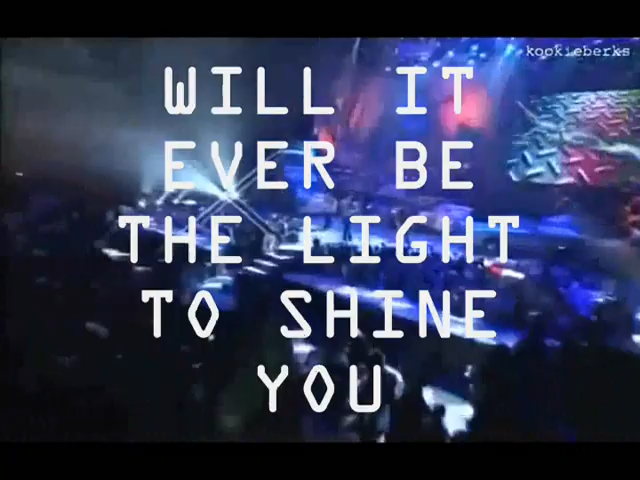 kookieberks
WILL IT
EVER BE
THE LIGHT
TO SHINE
YOU